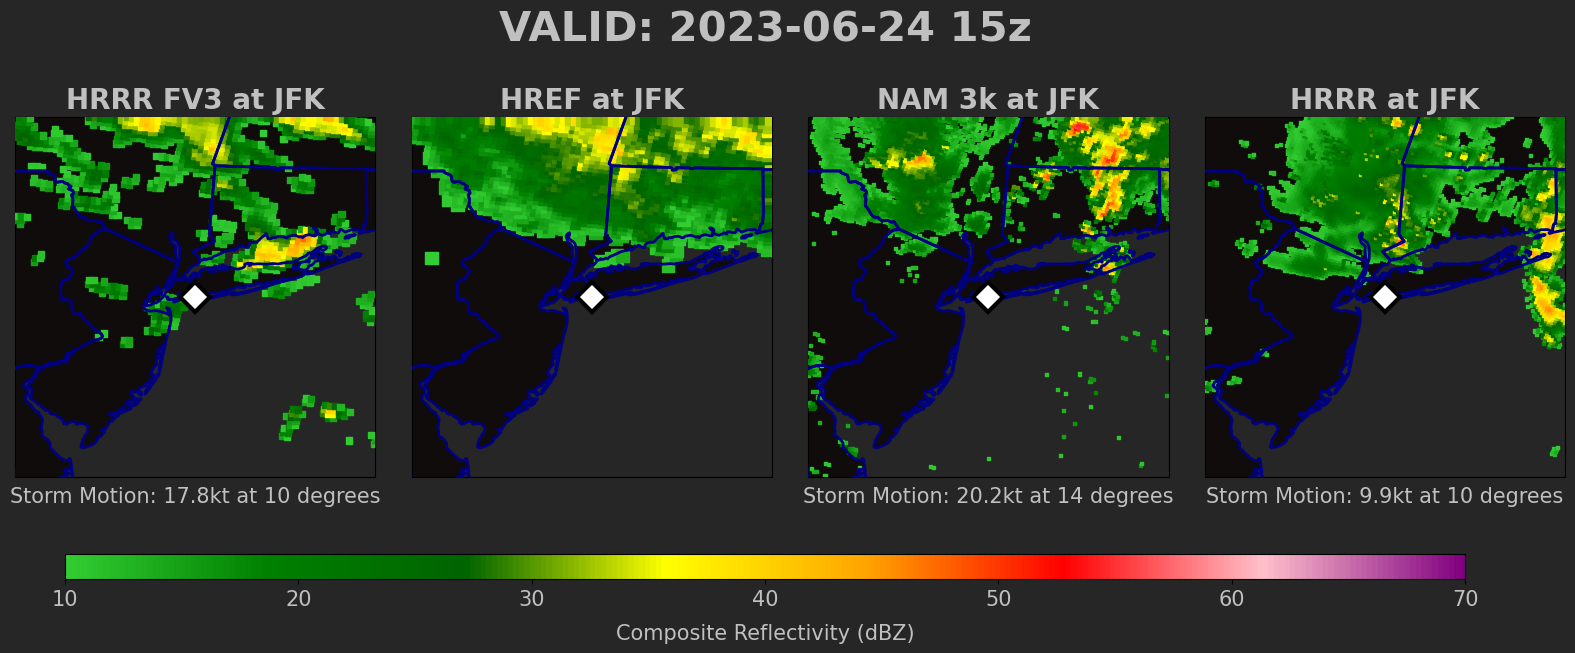 VALID: 2023-06-24 15z
HRRR FV3 at JFK
HREF at JFK
NAM 3k at JFK
HRRR at JFK
Storm Motion: 17.8kt at 10 degrees
Storm Motion: 20.2kt at 14 degrees
Storm Motion: 9.9kt at 10 degrees
10 20 30 40 50 60 70
Composite Reflectivity (dBZ)